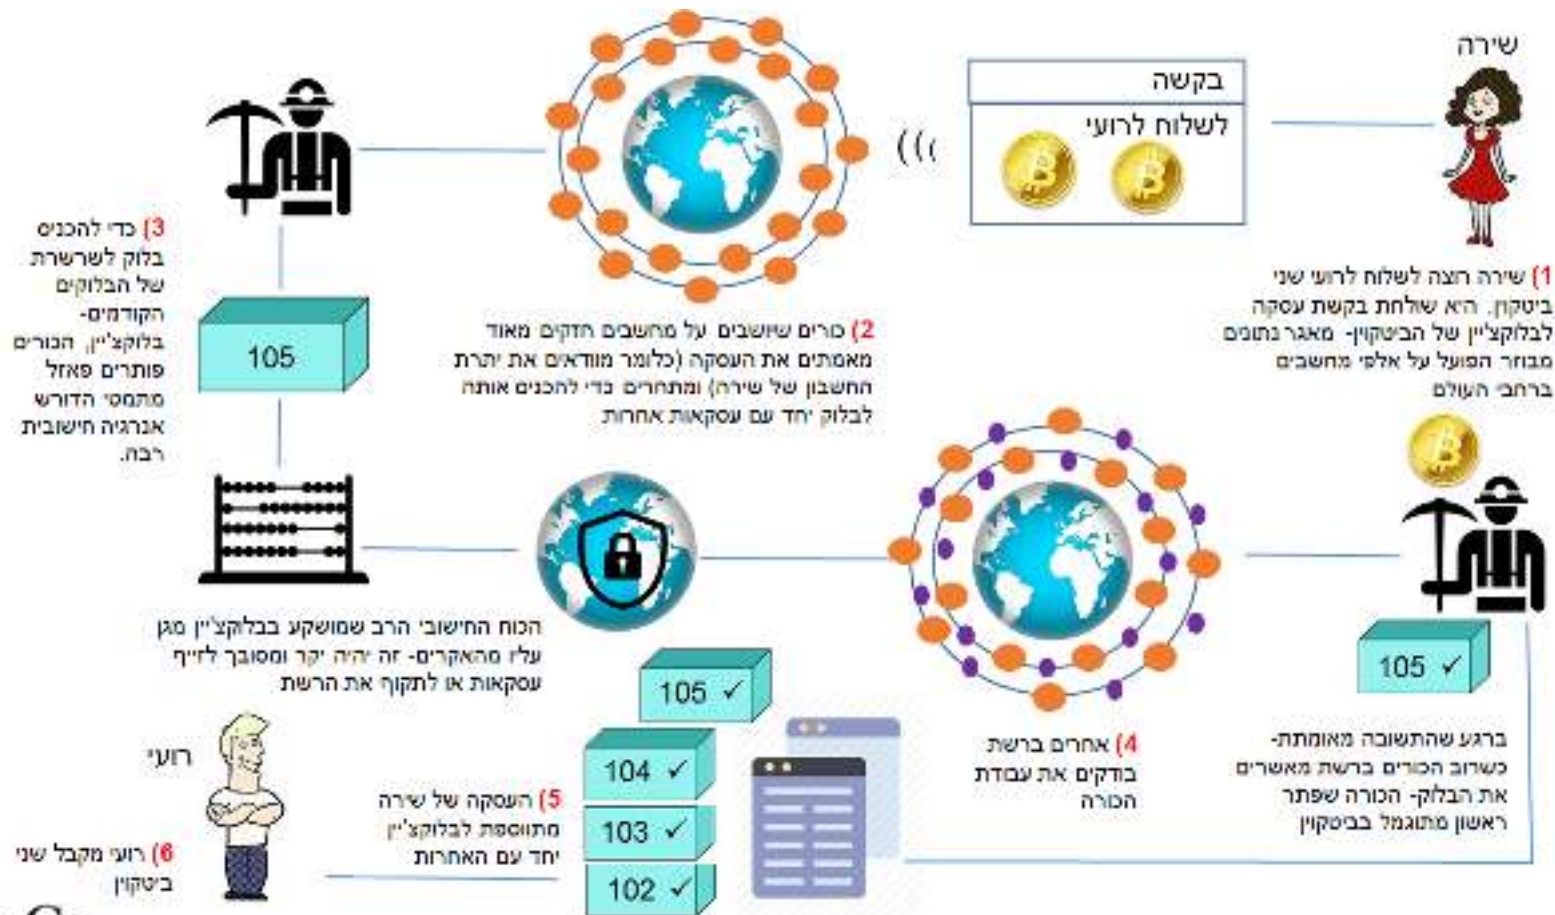 שירה
בקשה
לשלוח לרועי
1) שירה רוצה לשלוח לרועי שני
ביטקוין. היא שולחת בקשת עסקה
לבלוקצ'יין של הביטקוין- מאגר נתונים
מבוזר הפועל על אלפי מחשבים
ברחבי העולם
2) כורים שיושבים על מחשבים חזקים מאוד
מאמתים את העסקה (כלומר מוודאים את יתרת
החשבון של שירה) ומתחרים כדי להכניס אותה
לבלוק יחד עם עסקאות אחרות
3) כדי להכניס
בלוק לשרשרת
של הבלוקים
הקודמים-
בלוקצ'יין, הכורים
פותרים פאזל
מתמטי הדורש
אנרגיה חישובית
רבה.
105
הכוח החישובי הרב שמושקע בבלוקצ'יין מגן
עליו מהאקרים- זה יהיה יקר ומסובך לזייף
עסקאות או לתקוף את הרשת
4) אחרים ברשת
בודקים את עבודת
הכורה
105 ✓
ברגע שהתשובה מאומתת-
כשרוב הכורים ברשת מאשרים
את הבלוק- הכורה שפתר
ראשון מתוגמל בביטקוין
105 ✓
104 ✓
103 ✓
102 ✓
5) העסקה של שירה
מתווספת לבלוקצ'יין
יחד עם האחרות
רועי
6) רועי מקבל שני
ביטקוין